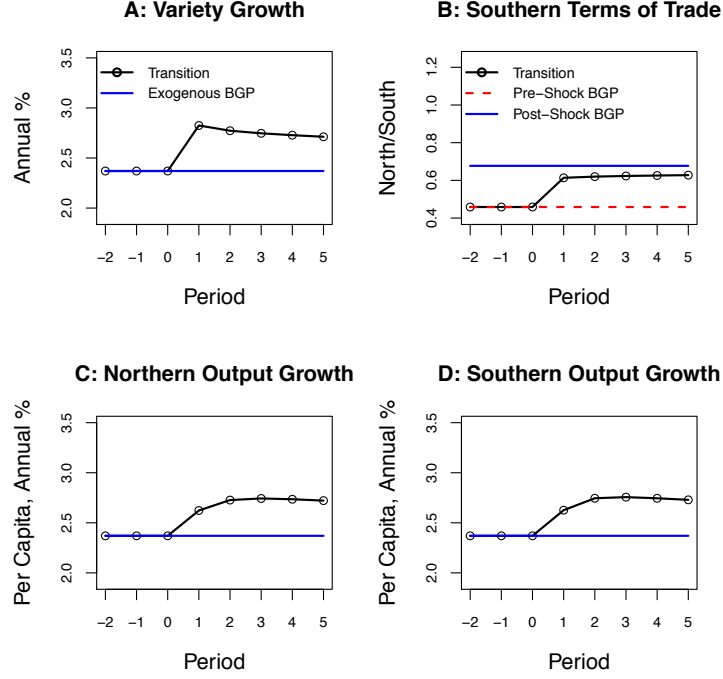 A: Variety Growth
Annual %
3.5
3.0
2.5
2.0
Transition
Exogenous BGP
−2 −1 0 1 2 3 4 5
Period
B: Southern Terms of Trade
North/South
1.2
1.0
0.8
0.6
0.4
Transition
Pre−Shock BGP
Post−Shock BGP
−2 −1 0 1 2 3 4 5
Period
C: Northern Output Growth
Per Capita, Annual %
3.5
3.0
2.5
2.0
−2 −1 0 1 2 3 4 5
Period
D: Southern Output Growth
Per Capita, Annual %
3.5
3.0
2.5
2.0
−2 −1 0 1 2 3 4 5
Period